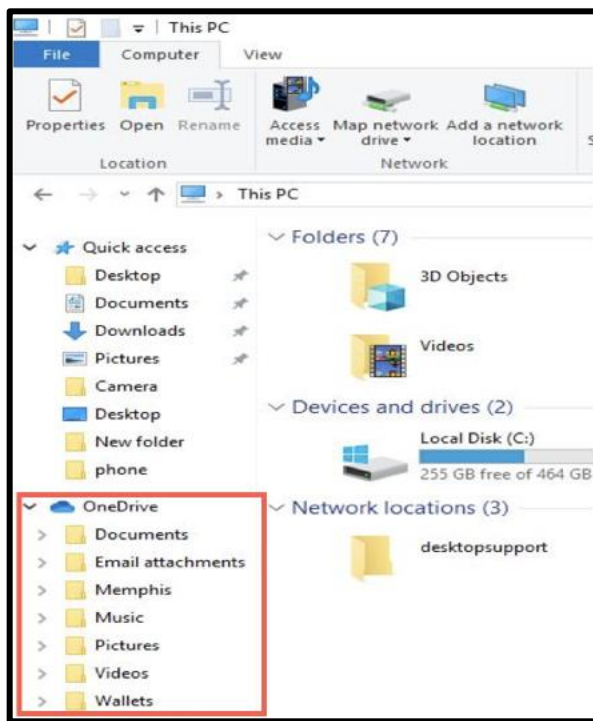 This PC
File Computer View
Properties Open Rename
Access media
Map network drive
Add a network location
Location
Network
This PC
Quick access
Desktop
Documents
Downloads
Pictures
Camera
Desktop
New folder
phone
OneDrive
Documents
Email attachments
Memphis
Music
Pictures
Videos
Wallets
Folders (7)
3D Objects
Videos
Devices and drives (2)
Local Disk (C:)
255 GB free of 464 GB
Network locations (3)
desktopsupport